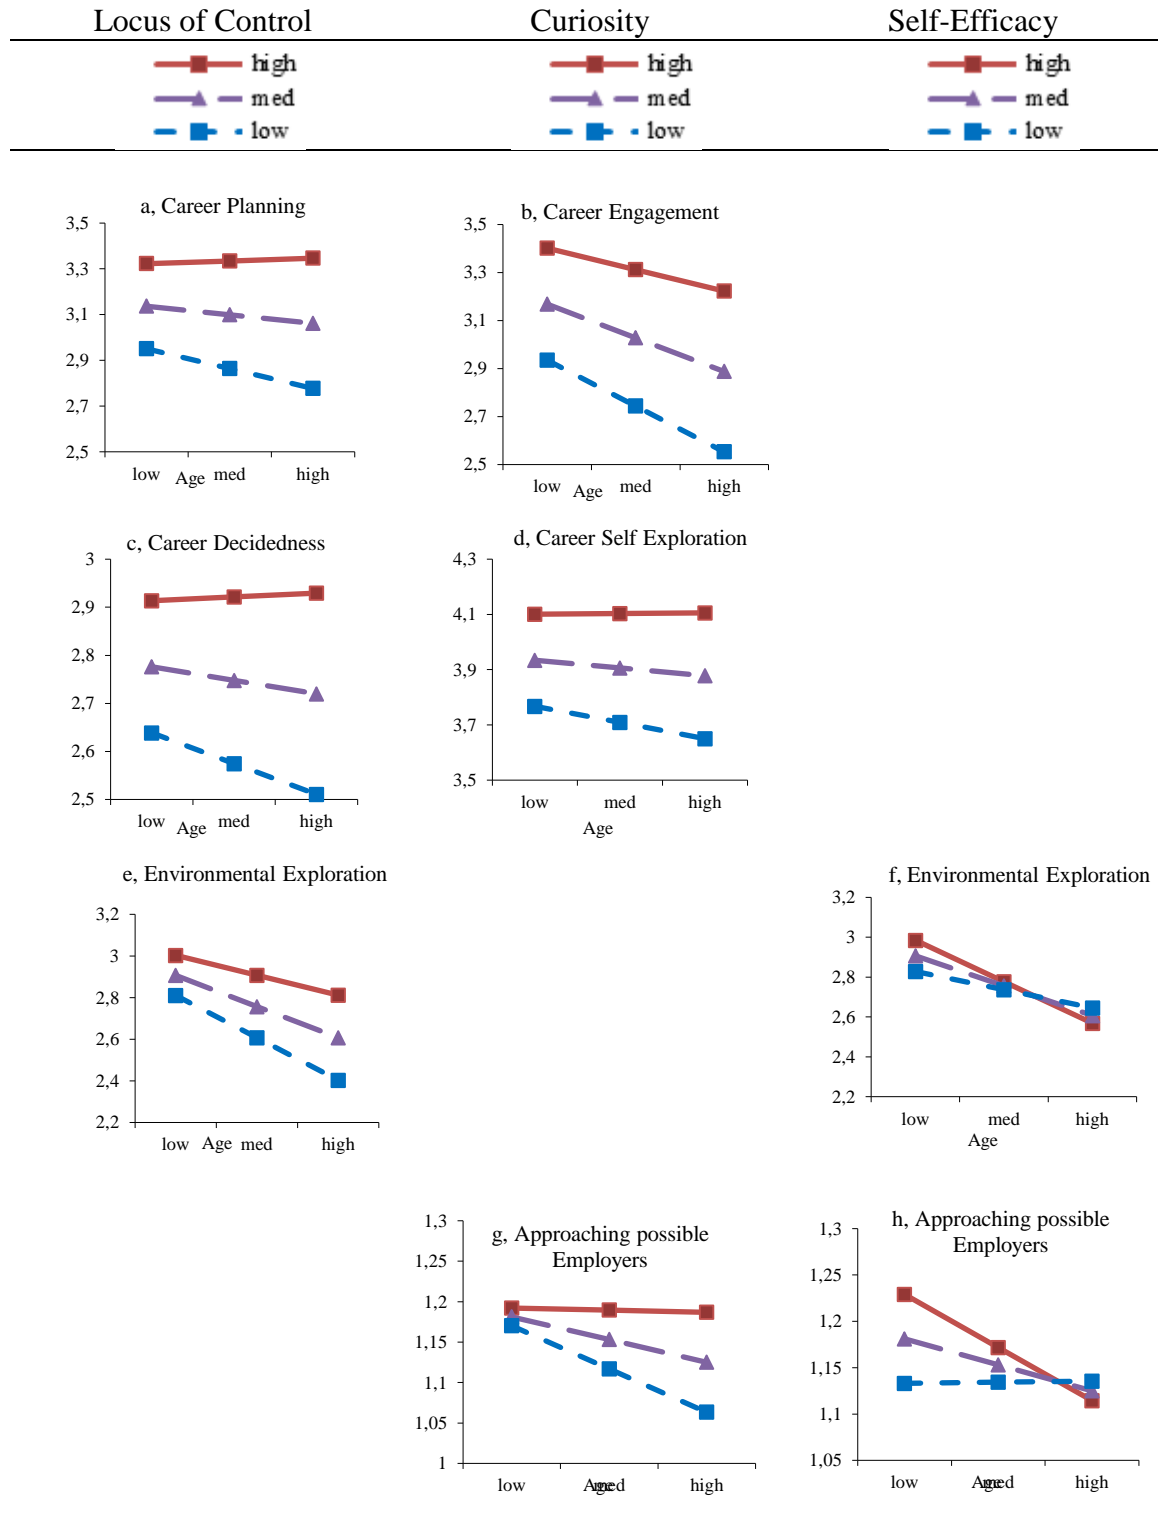 Locus of Control Curiosity Self-Efficacy
high high high
med med med
low low low
a, Career Planning
3,5
3,3
3,1
2,9
2,7
2,5
low Age med high
b, Career Engagement
3,5
3,3
3,1
2,9
2,7
2,5
low Age med high
c, Career Decidedness
3
2,9
2,8
2,7
2,6
2,5
low Age med high
d, Career Self Exploration
4,3
4,1
3,9
3,7
3,5
low med high
Age
e, Environmental Exploration
3,2
3
2,8
2,6
2,4
2,2
low Age med high
f, Environmental Exploration
3,2
3
2,8
2,6
2,4
2,2
low med high
Age
g, Approaching possible
Employers
1,3
1,25
1,2
1,15
1,1
1,05
1
low Age med high
h, Approaching possible
Employers
1,3
1,25
1,2
1,15
1,1
1,05
low Age med high